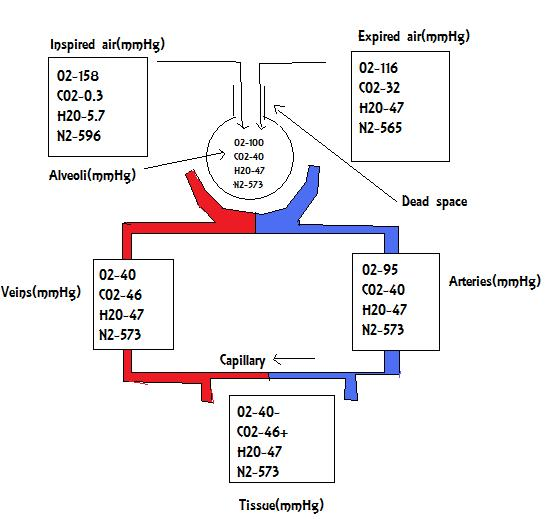 Inspired air(mmHg)
O2-158
CO2-0.3
H2O-5.7
N2-596
Expired air(mmHg)
O2-116
CO2-32
H2O-47
N2-565
O2-100
CO2-40
H2O-47
N2-573
Alveoli(mmHg)
Dead space
Veins(mmHg)
O2-40
CO2-46
H2O-47
N2-573
O2-95
CO2-40
H2O-47
N2-573
Arteries(mmHg)
Capillary
O2-40-
CO2-46+
H2O-47
N2-573
Tissue(mmHg)